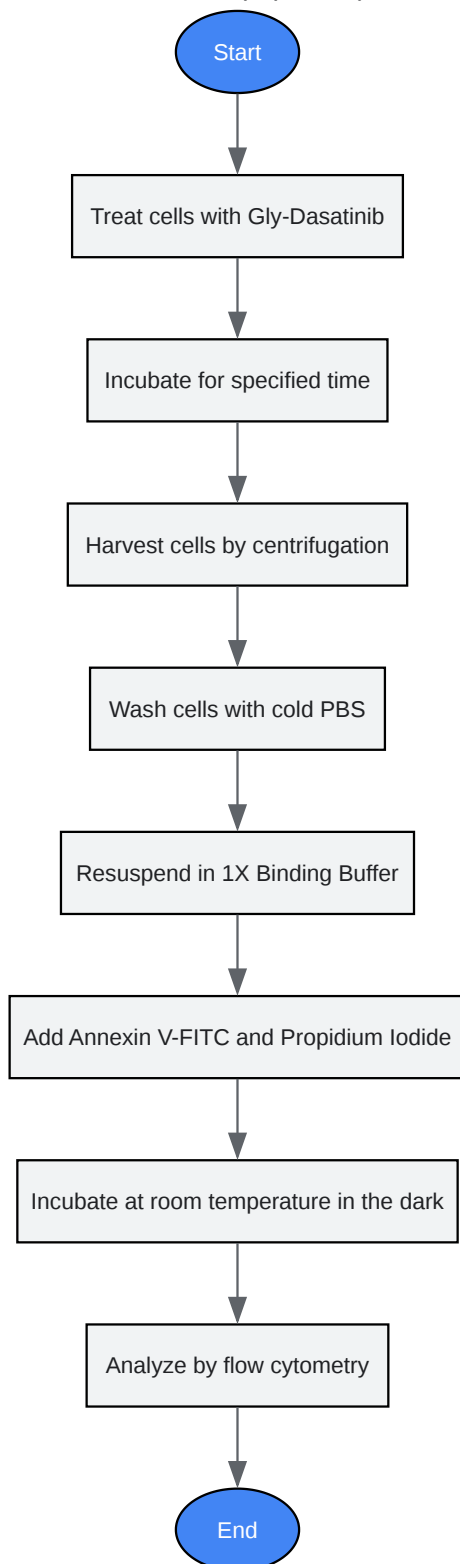 Start
Treat cells with Gly-Dasatinib
Incubate for specified time
Harvest cells by centrifugation
Wash cells with cold PBS
Resuspend in 1X Binding Buffer
Add Annexin V-FITC and Propidium Iodide
Incubate at room temperature in the dark
Analyze by flow cytometry
End